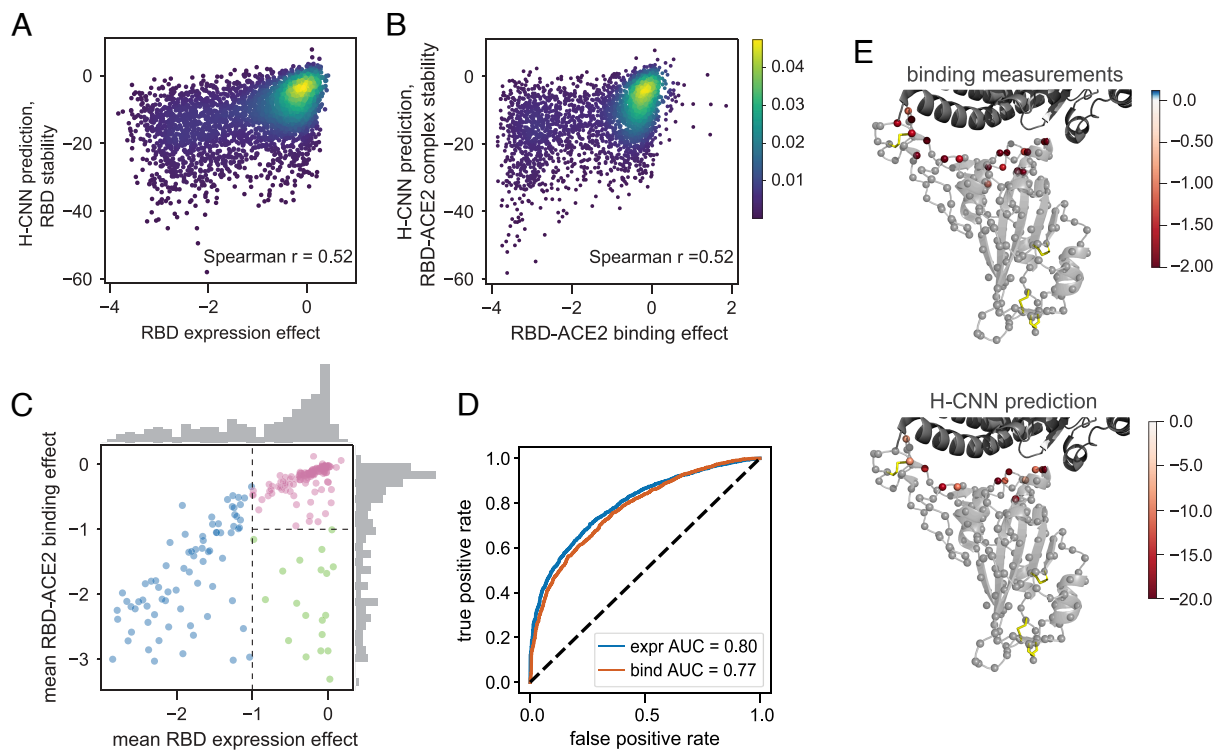 A
H-CNN prediction,
RBD stability
0
−20
−40
−60
−4
−2
0
Spearman r = 0.52
RBD expression effect
B
H-CNN prediction,
RBD-ACE2 complex stability
0
−20
−40
−60
−4
−2
0
2
Spearman r =0.52
RBD-ACE2 binding effect
0.04
0.03
0.02
0.01
C
mean RBD-ACE2 binding effect
0
−1
−2
−3
−2
−1
0
mean RBD expression effect
D
true positive rate
1.0
0.8
0.6
0.4
0.2
0.0
0.0
0.5
1.0
expr AUC = 0.80
bind AUC = 0.77
false positive rate
E
binding measurements
0.0
−0.50
−1.00
−1.50
−2.00
H-CNN prediction
0.0
−5.0
−10.0
−15.0
−20.0